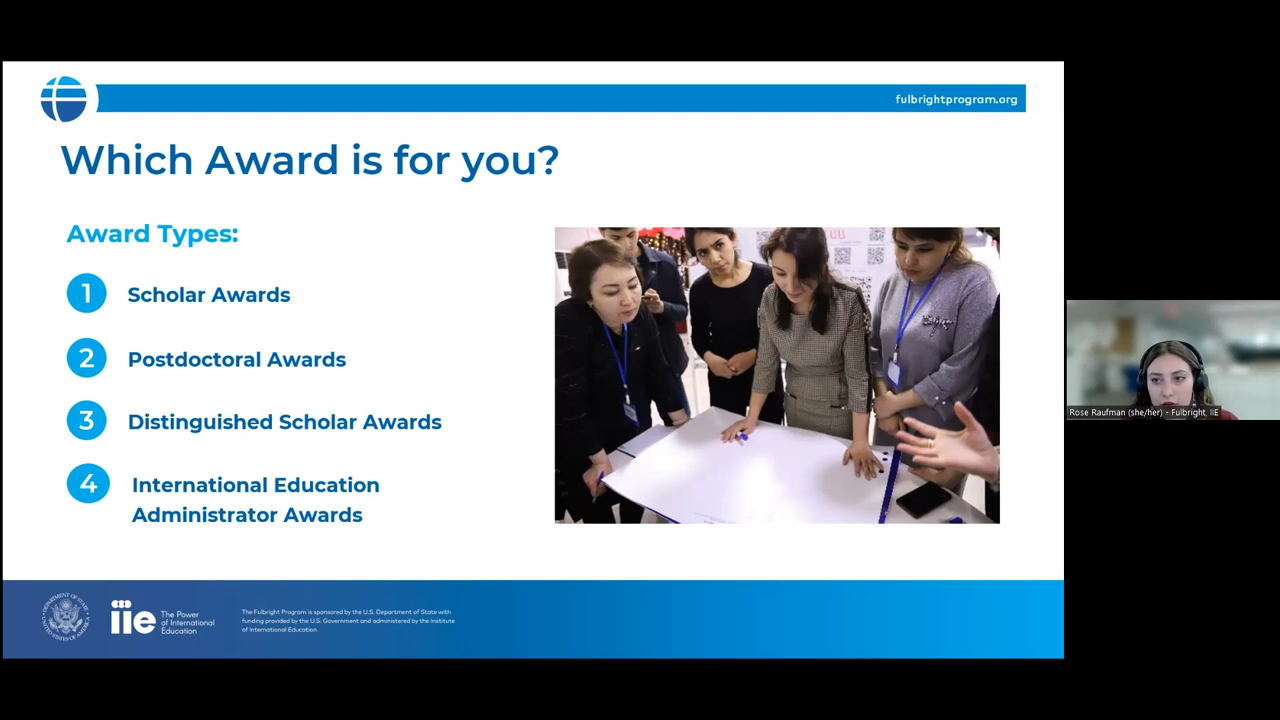 fulbrightprogram.org
Which Award is for you?
Award Types:
1 Scholar Awards
2 Postdoctoral Awards
3 Distinguished Scholar Awards
4 International Education
Administrator Awards
iie
The Power
of International
Education
The Fulbright Program is sponsored by the U.S. Department of State with
funding provided by the U.S. Government and administered by the Institute
of International Education.
Rose Raufman (she/her) - Fulbright, IIE